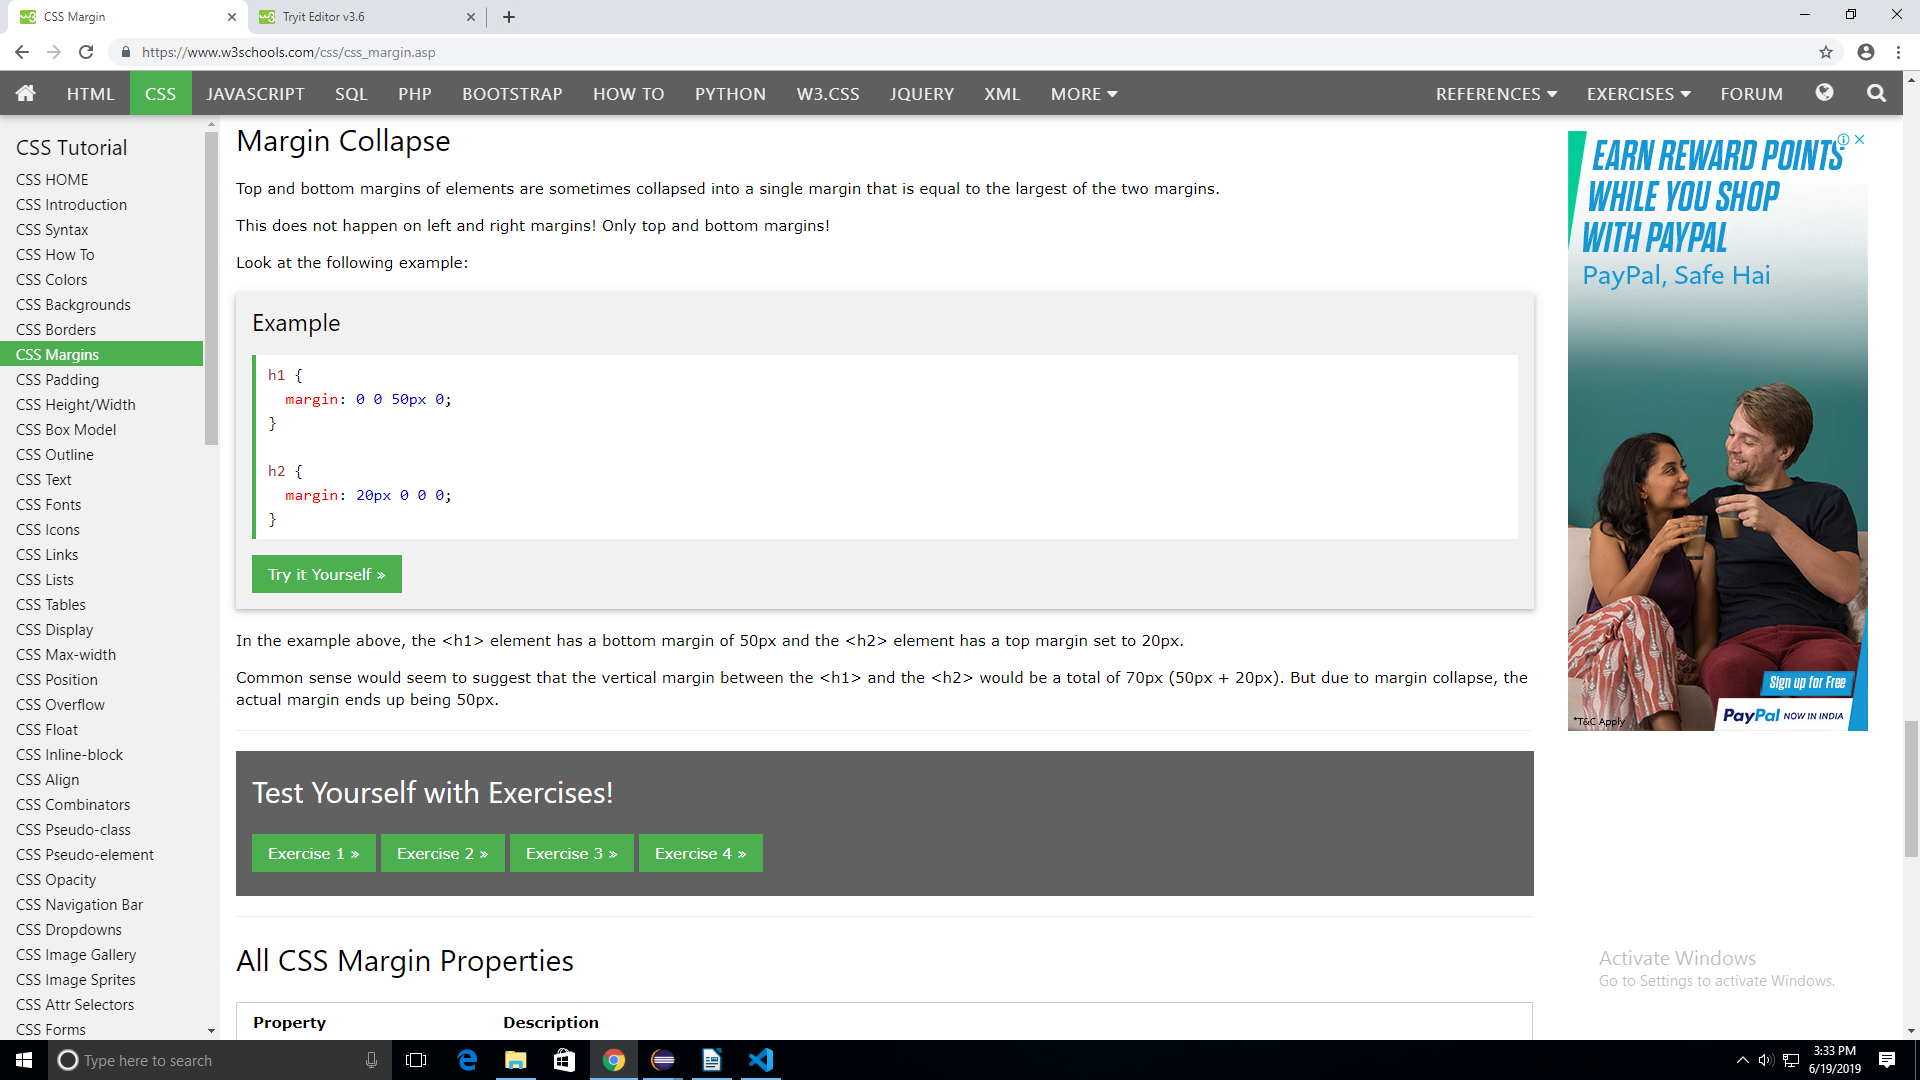 CSS Margin
Tryit Editor v3.6
https://www.w3schools.com/css/css_margin.asp
HTML CSS JAVASCRIPT SQL PHP BOOTSTRAP HOW TO PYTHON W3.CSS JQUERY XML MORE REFERENCES EXERCISES FORUM
CSS Tutorial
CSS HOME
CSS Introduction
CSS Syntax
CSS How To
CSS Colors
CSS Backgrounds
CSS Borders
CSS Margins
CSS Padding
CSS Height/Width
CSS Box Model
CSS Outline
CSS Text
CSS Fonts
CSS Icons
CSS Links
CSS Lists
CSS Tables
CSS Display
CSS Max-width
CSS Position
CSS Overflow
CSS Float
CSS Inline-block
CSS Align
CSS Combinators
CSS Pseudo-class
CSS Pseudo-element
CSS Opacity
CSS Navigation Bar
CSS Dropdowns
CSS Image Gallery
CSS Image Sprites
CSS Attr Selectors
CSS Forms
Margin Collapse
Top and bottom margins of elements are sometimes collapsed into a single margin that is equal to the largest of the two margins.
This does not happen on left and right margins! Only top and bottom margins!
Look at the following example:
Example
h1 {
margin: 0 0 50px 0;
}
h2 {
margin: 20px 0 0 0;
}
Try it Yourself »
In the example above, the <h1> element has a bottom margin of 50px and the <h2> element has a top margin set to 20px.
Common sense would seem to suggest that the vertical margin between the <h1> and the <h2> would be a total of 70px (50px + 20px). But due to margin collapse, the
actual margin ends up being 50px.
Test Yourself with Exercises!
Exercise 1 » Exercise 2 » Exercise 3 » Exercise 4 »
All CSS Margin Properties
Property Description
EARN REWARD POINTS
WHILE YOU SHOP
WITH PAYPAL
PayPal, Safe Hai
Sign up for Free
*T&C Apply
PayPal NOW IN INDIA
Activate Windows
Go to Settings to activate Windows.
Type here to search
3:33 PM
6/19/2019